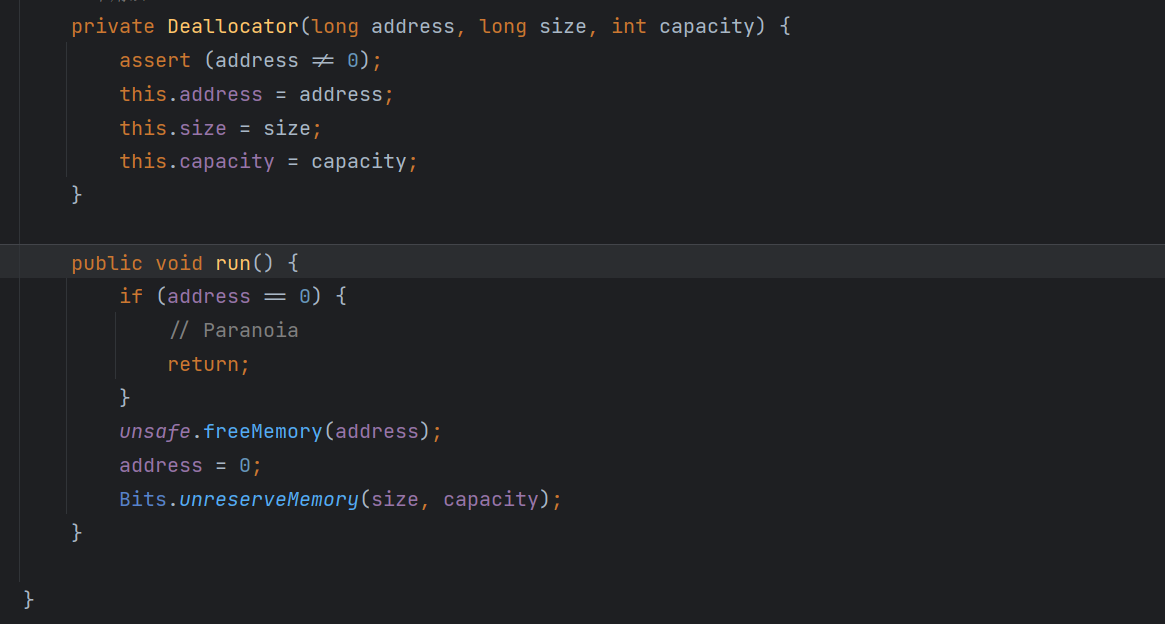 private Deallocator(long address, long size, int capacity) {
assert (address != 0);
this.address = address;
this.size = size;
this.capacity = capacity;
}
public void run() {
if (address == 0) {
// Paranoia
return;
}
unsafe.freeMemory(address);
address = 0;
Bits.unreserveMemory(size, capacity);
}
}